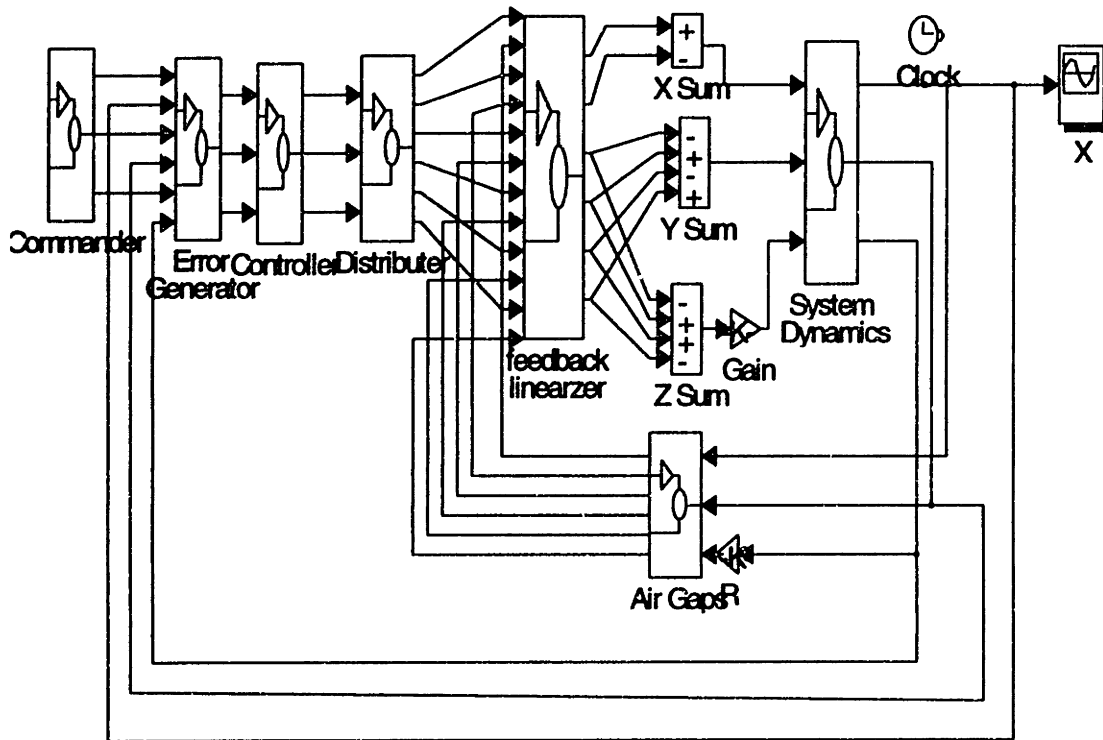 Clock
X Sum
X
Commander
Error
Generator
Controller
Distributer
Y Sum
feedback
linearzer
System
Dynamics
Z Sum
Gain
Air Gaps
R
+
-
-
+
-
+
-
+
+
-